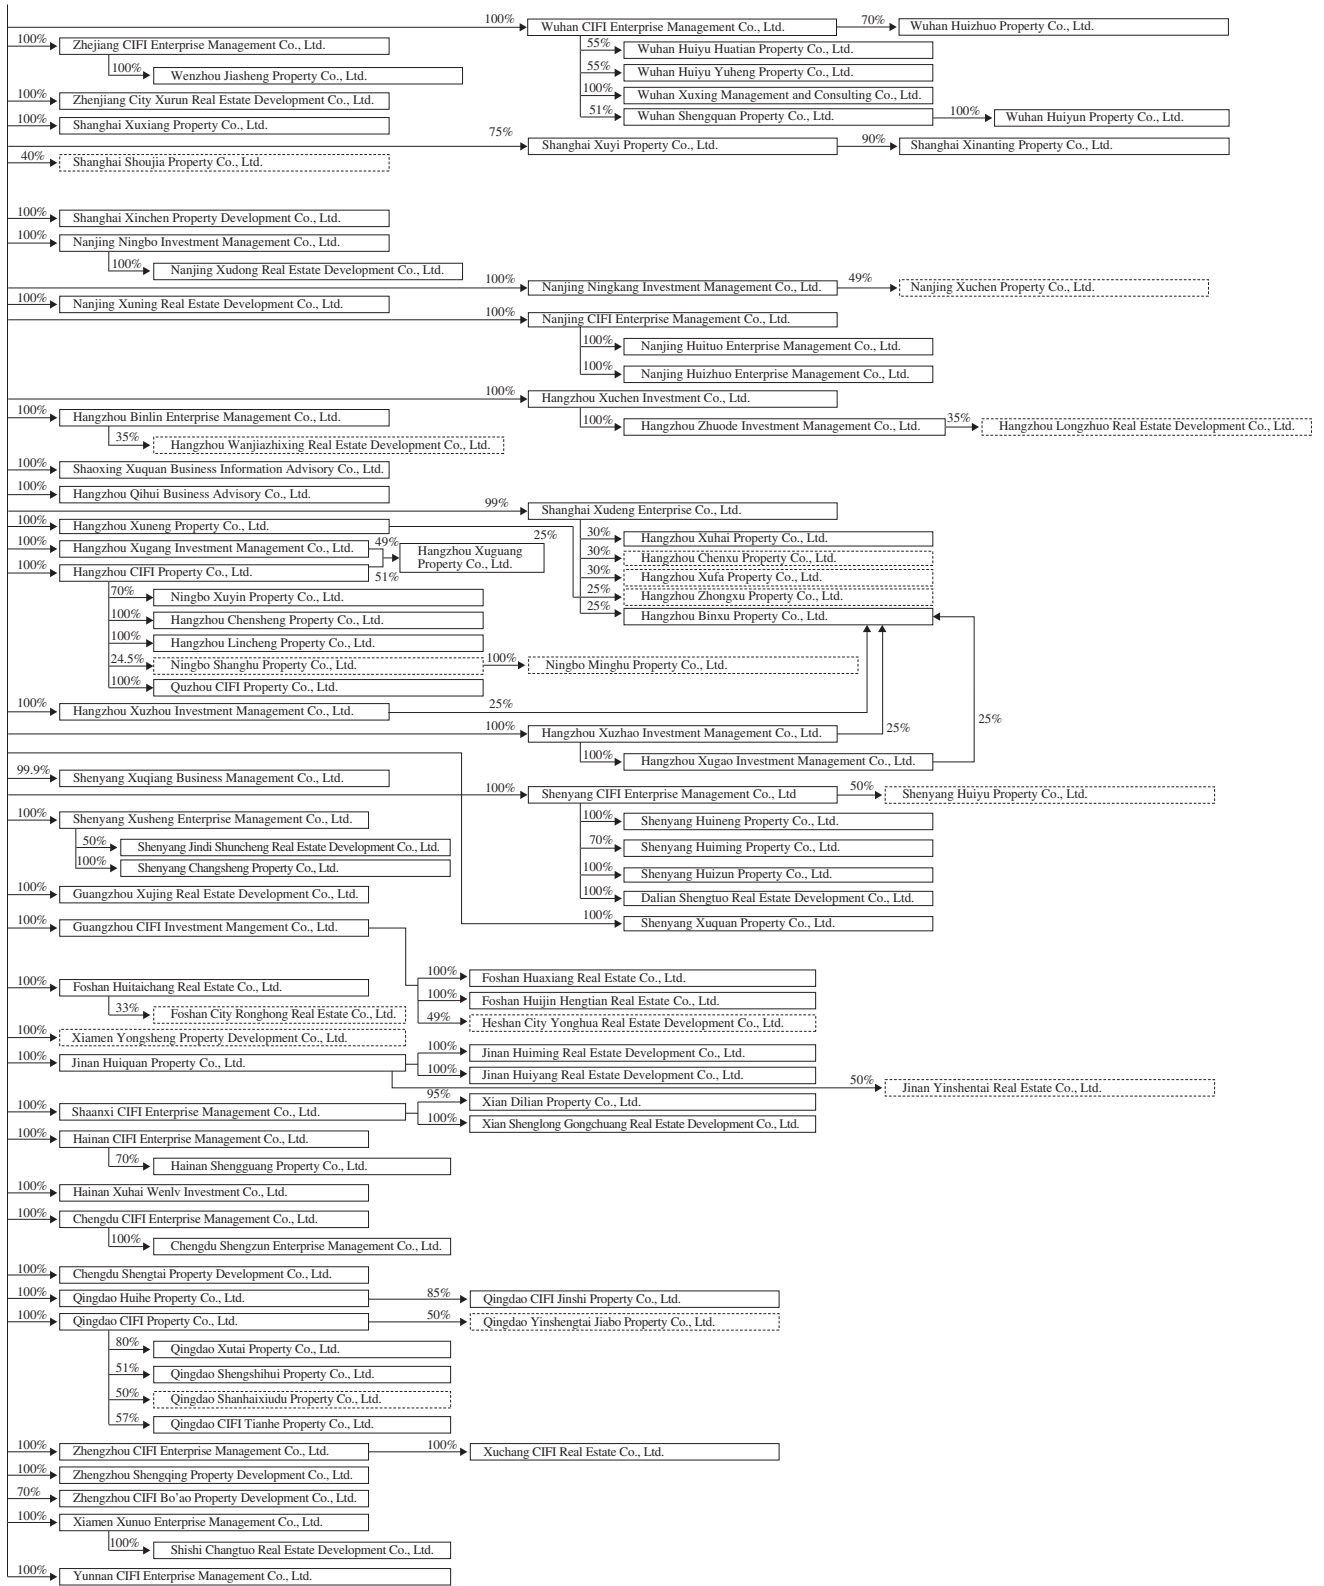 100% Wuhan CIFI Enterprise Management Co., Ltd. 70% Wuhan Huizhuo Property Co., Ltd.
100% Zhejiang CIFI Enterprise Management Co., Ltd.
55% Wuhan Huiyu Huatian Property Co., Ltd.
100% Wenzhou Jiasheng Property Co., Ltd.
55% Wuhan Huiyu Yuheng Property Co., Ltd.
100% Zhenjiang City Xurun Real Estate Development Co., Ltd.
100% Wuhan Xuxing Management and Consulting Co., Ltd.
51% Wuhan Shengquan Property Co., Ltd. 100% Wuhan Huiyun Property Co., Ltd.
100% Shanghai Xuxiang Property Co., Ltd.
75% Shanghai Xuyi Property Co., Ltd. 90% Shanghai Xinanting Property Co., Ltd.
40% Shanghai Shoujia Property Co., Ltd.
100% Shanghai Xinchen Property Development Co., Ltd.
100% Nanjing Ningbo Investment Management Co., Ltd.
100% Nanjing Xudong Real Estate Development Co., Ltd.
100% Nanjing Ningkang Investment Management Co., Ltd. 49% Nanjing Xuchen Property Co., Ltd.
100% Nanjing Xuning Real Estate Development Co., Ltd.
100% Nanjing CIFI Enterprise Management Co., Ltd.
100% Nanjing Huituo Enterprise Management Co., Ltd.
100% Nanjing Huizhuo Enterprise Management Co., Ltd.
100% Hangzhou Xuchen Investment Co., Ltd.
100% Hangzhou Binlin Enterprise Management Co., Ltd.
100% Hangzhou Zhuode Investment Management Co., Ltd. 35% Hangzhou Longzhuo Real Estate Development Co., Ltd.
35% Hangzhou Wanjiazhixing Real Estate Development Co., Ltd.
100% Shaoxing Xuquan Business Information Advisory Co., Ltd.
100% Hangzhou Qihui Business Advisory Co., Ltd.
99% Shanghai Xudeng Enterprise Co., Ltd.
100% Hangzhou Xuneng Property Co., Ltd. 25%
30% Hangzhou Xuhai Property Co., Ltd.
100% Hangzhou Xugang Investment Management Co., Ltd. 49%
Hangzhou Xuguang
Property Co., Ltd.
30% Hangzhou Chenxu Property Co., Ltd.
100% Hangzhou CIFI Property Co., Ltd. 51%
30% Hangzhou Xufa Property Co., Ltd.
70% Ningbo Xuyin Property Co., Ltd.
25% Hangzhou Zhongxu Property Co., Ltd.
25% Hangzhou Binxu Property Co., Ltd.
100% Hangzhou Chensheng Property Co., Ltd.
100% Hangzhou Lincheng Property Co., Ltd.
24.5% Ningbo Shanghu Property Co., Ltd. 100% Ningbo Minghu Property Co., Ltd.
100% Quzhou CIFI Property Co., Ltd.
100% Hangzhou Xuzhou Investment Management Co., Ltd. 25%
100% Hangzhou Xuzhao Investment Management Co., Ltd. 25% 25%
100% Hangzhou Xugao Investment Management Co., Ltd.
99.9% Shenyang Xuqiang Business Management Co., Ltd.
100% Shenyang CIFI Enterprise Management Co., Ltd 50% Shenyang Huiyu Property Co., Ltd.
100% Shenyang Xusheng Enterprise Management Co., Ltd.
100% Shenyang Huineng Property Co., Ltd.
50% Shenyang Jindi Shuncheng Real Estate Development Co., Ltd.
70% Shenyang Huiming Property Co., Ltd.
100% Shenyang Changsheng Property Co., Ltd.
100% Shenyang Huizun Property Co., Ltd.
100% Guangzhou Xujing Real Estate Development Co., Ltd.
100% Dalian Shengtuo Real Estate Development Co., Ltd.
100% Shenyang Xuquan Property Co., Ltd.
100% Guangzhou CIFI Investment Mangement Co., Ltd.
100% Foshan Huaxiang Real Estate Co., Ltd.
100% Foshan Huitaichang Real Estate Co., Ltd.
100% Foshan Huijin Hengtian Real Estate Co., Ltd.
33% Foshan City Ronghong Real Estate Co., Ltd.
49% Heshan City Yonghua Real Estate Development Co., Ltd.
100% Xiamen Yongsheng Property Development Co., Ltd.
100% Jinan Huiming Real Estate Development Co., Ltd.
100% Jinan Huiquan Property Co., Ltd.
100% Jinan Huiyang Real Estate Development Co., Ltd.
50% Jinan Yinshentai Real Estate Co., Ltd.
95% Xian Dilian Property Co., Ltd.
100% Shaanxi CIFI Enterprise Management Co., Ltd.
100% Xian Shenglong Gongchuang Real Estate Development Co., Ltd.
100% Hainan CIFI Enterprise Management Co., Ltd.
70% Hainan Shengguang Property Co., Ltd.
100% Hainan Xuhai Wenlv Investment Co., Ltd.
100% Chengdu CIFI Enterprise Management Co., Ltd.
100% Chengdu Shengzun Enterprise Management Co., Ltd.
100% Chengdu Shengtai Property Development Co., Ltd.
100% Qingdao Huihe Property Co., Ltd. 85% Qingdao CIFI Jinshi Property Co., Ltd.
100% Qingdao CIFI Property Co., Ltd. 50% Qingdao Yinshengtai Jiabo Property Co., Ltd.
80% Qingdao Xutai Property Co., Ltd.
51% Qingdao Shengshihui Property Co., Ltd.
50% Qingdao Shanhaixiudu Property Co., Ltd.
57% Qingdao CIFI Tianhe Property Co., Ltd.
100% Zhengzhou CIFI Enterprise Management Co., Ltd. 100% Xuchang CIFI Real Estate Co., Ltd.
100% Zhengzhou Shengqing Property Development Co., Ltd.
70% Zhengzhou CIFI Bo’ao Property Development Co., Ltd.
100% Xiamen Xunuo Enterprise Management Co., Ltd.
100% Shishi Changtuo Real Estate Development Co., Ltd.
100% Yunnan CIFI Enterprise Management Co., Ltd.